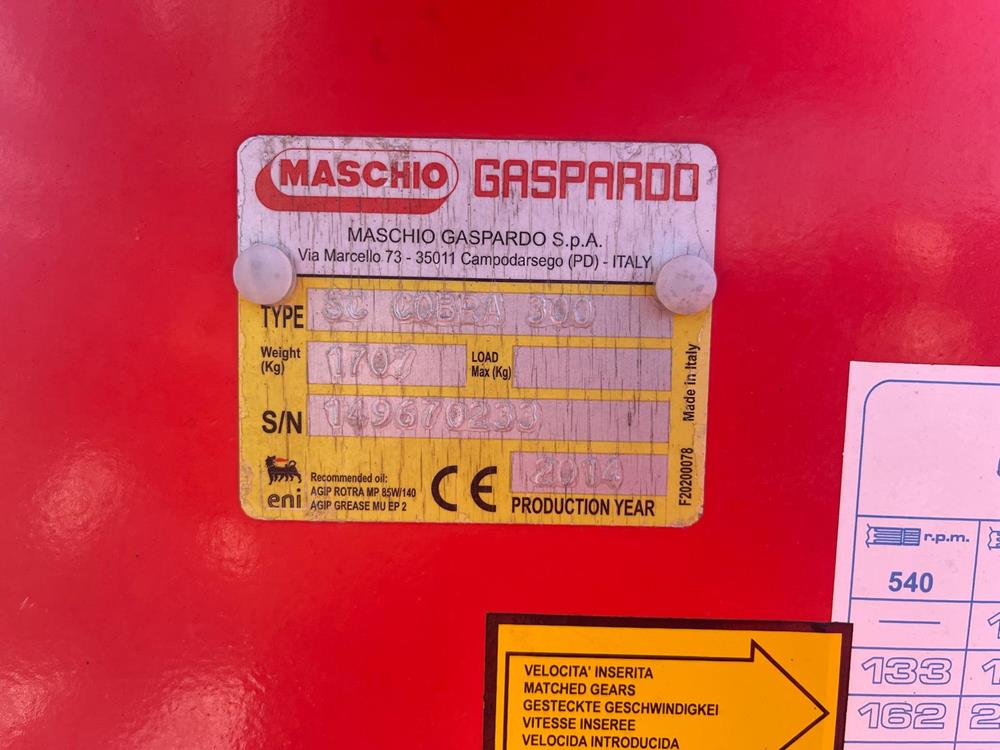 MASCHIO GASPARDO
MASCHIO GASPARDO S.p.A.
Via Marcello 73 - 35011 Campodarsego (PD) - ITALY
TYPE SC COBRA 300
Weight (Kg) 1707 LOAD Max (Kg)
S/N 149670233
Made in Italy
F20200078
eni
Recommended oil:
AGIP ROTRA MP 85W/140
AGIP GREASE MU EP 2
CE
2014
PRODUCTION YEAR
r.p.m.
540
133
162
VELOCITA' INSERITA
MATCHED GEARS
GESTECKTE GESCHWINDIGKEI
VITESSE INSEREE
VELOCIDA INTRODUCIDA